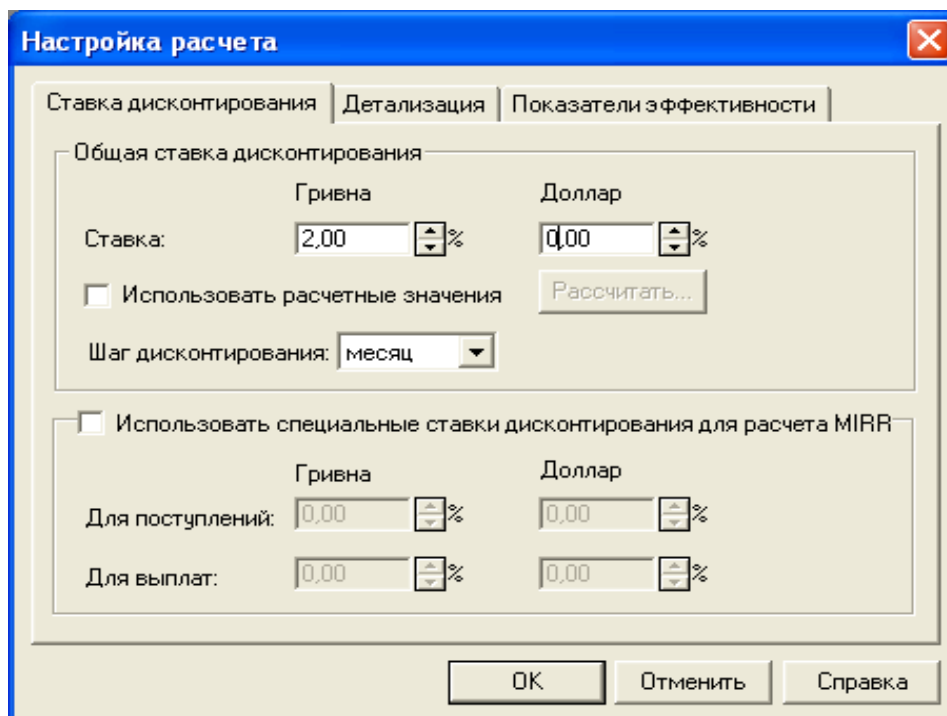 Настройка расчета
Ставка дисконтирования Детализация Показатели эффективности
Общая ставка дисконтирования
Гривна Доллар
Ставка: 2,00 % 0,00 %
Использовать расчетные значения Рассчитать...
Шаг дисконтирования: месяц
Использовать специальные ставки дисконтирования для расчета MIRR
Гривна Доллар
Для поступлений: 0,00 % 0,00 %
Для выплат: 0,00 % 0,00 %
OK Отменить Справка